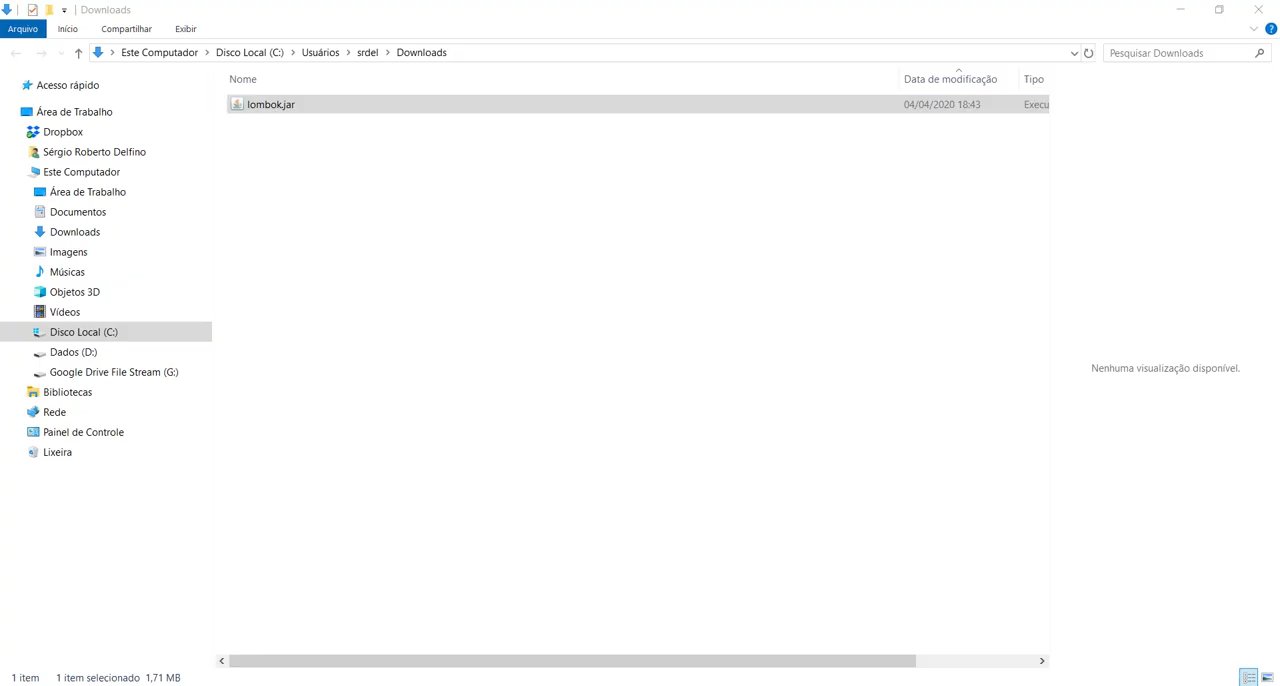 Downloads
Arquivo Início Compartilhar Exibir
Este Computador Disco Local (C:) Usuários srdel Downloads
Pesquisar Downloads
Nome Data de modificação Tipo
lombok.jar 04/04/2020 18:43 Execu
Acesso rápido
Área de Trabalho
Dropbox
Sérgio Roberto Delfino
Este Computador
Área de Trabalho
Documentos
Downloads
Imagens
Músicas
Objetos 3D
Vídeos
Disco Local (C:)
Dados (D:)
Google Drive File Stream (G:)
Bibliotecas
Rede
Painel de Controle
Lixeira
Nenhuma visualização disponível.
1 item 1 item selecionado 1,71 MB